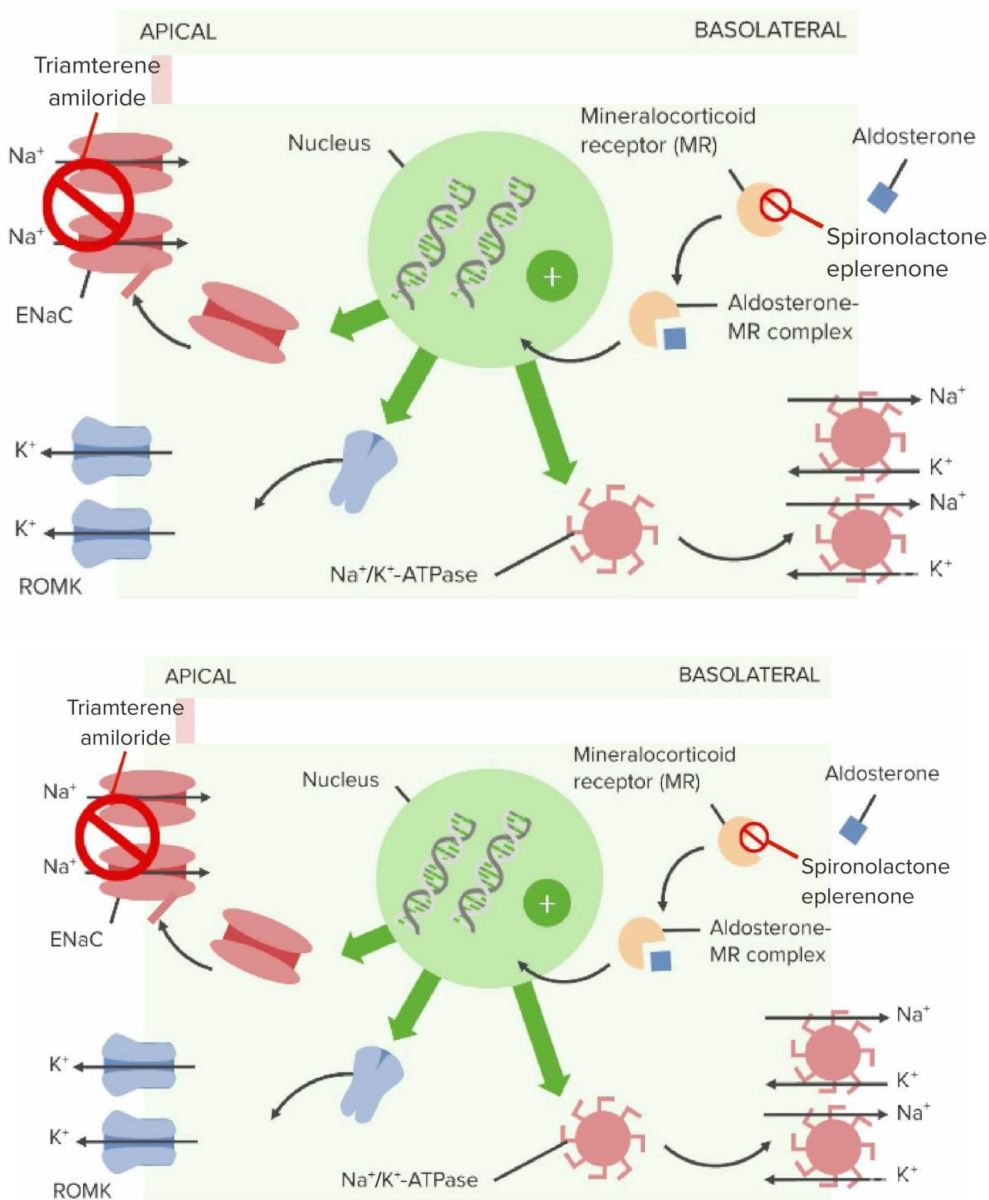 APICAL
BASOLATERAL
Triamterene
amiloride
Mineralocorticoid
receptor (MR)
Aldosterone
Nucleus
Na⁺
Na⁺
Spironolactone
eplerenone
+
ENaC
Aldosterone-
MR complex
Na⁺
K⁺
K⁺
Na⁺
K⁺
K⁺
Na⁺/K⁺-ATPase
ROMK
APICAL
BASOLATERAL
Triamterene
amiloride
Mineralocorticoid
receptor (MR)
Aldosterone
Nucleus
Na⁺
Na⁺
Spironolactone
eplerenone
+
ENaC
Aldosterone-
MR complex
Na⁺
K⁺
K⁺
Na⁺
K⁺
K⁺
Na⁺/K⁺-ATPase
ROMK